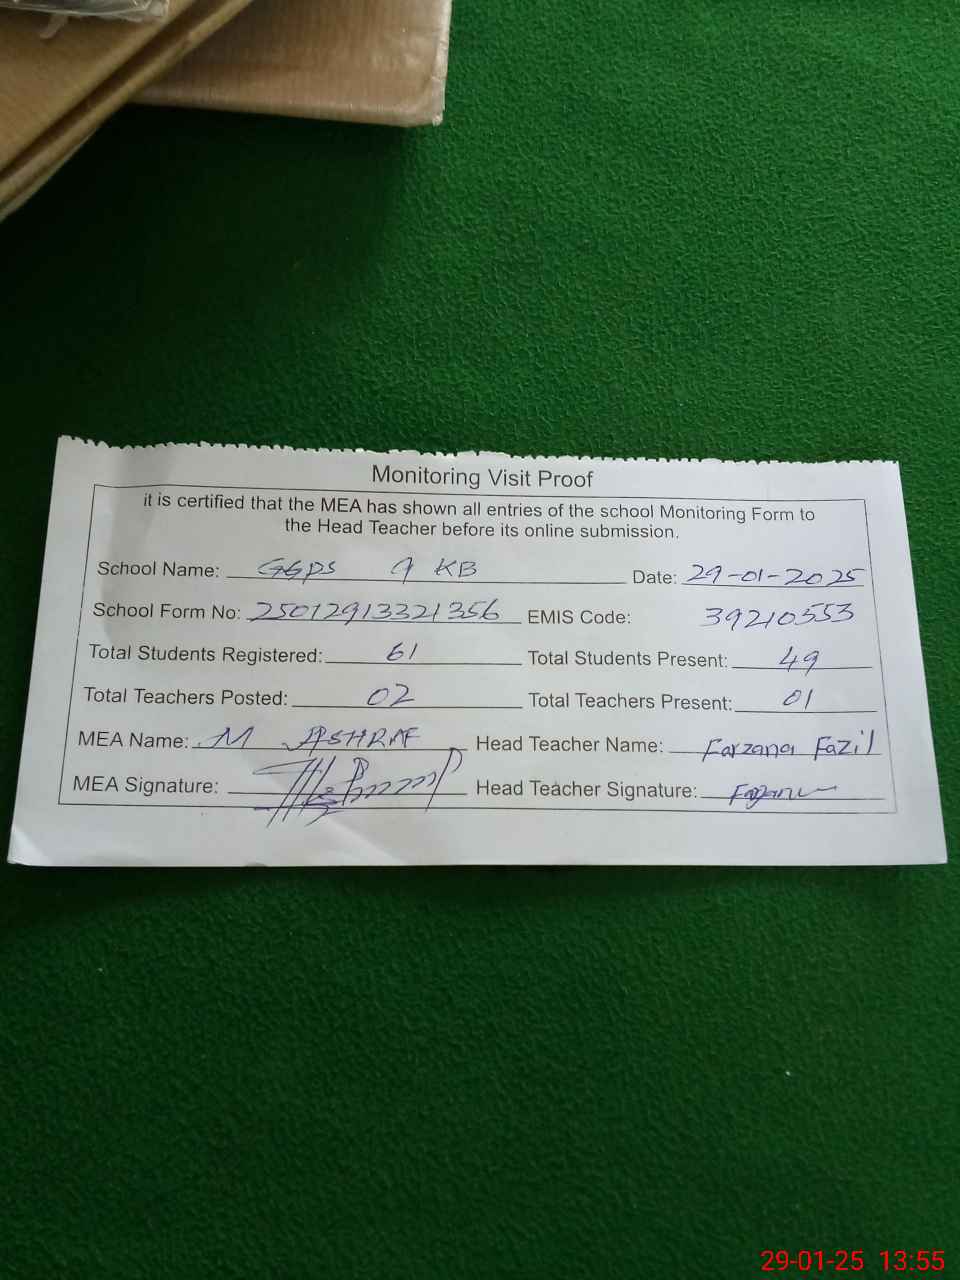 Monitoring Visit Proof
it is certified that the MEA has shown all entries of the school Monitoring Form to
the Head Teacher before its online submission.
School Name: GGPS 9 KB Date: 29-01-2025
School Form No: 25012913321356 EMIS Code: 39210553
Total Students Registered: 61 Total Students Present: 49
Total Teachers Posted: 02 Total Teachers Present: 01
MEA Name: M ASHRAF Head Teacher Name: Farzana Fazil
MEA Signature: Head Teacher Signature:
29-01-25 13:55